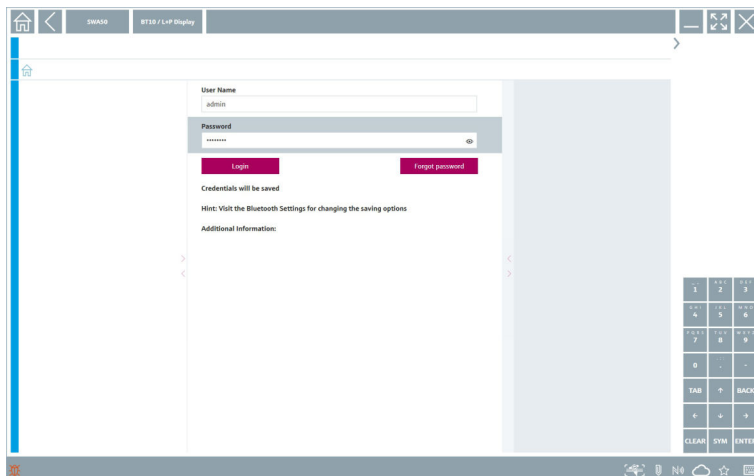 SWA50
BT10 / L+P Display
User Name
admin
Password
••••••••
Login
Forgot password
Credentials will be saved
Hint: Visit the Bluetooth Settings for changing the saving options
Additional Information:
1 2 3
4 5 6
7 8 9
0 . -
TAB ↑ BACK
← ↓ →
CLEAR SYM ENTER